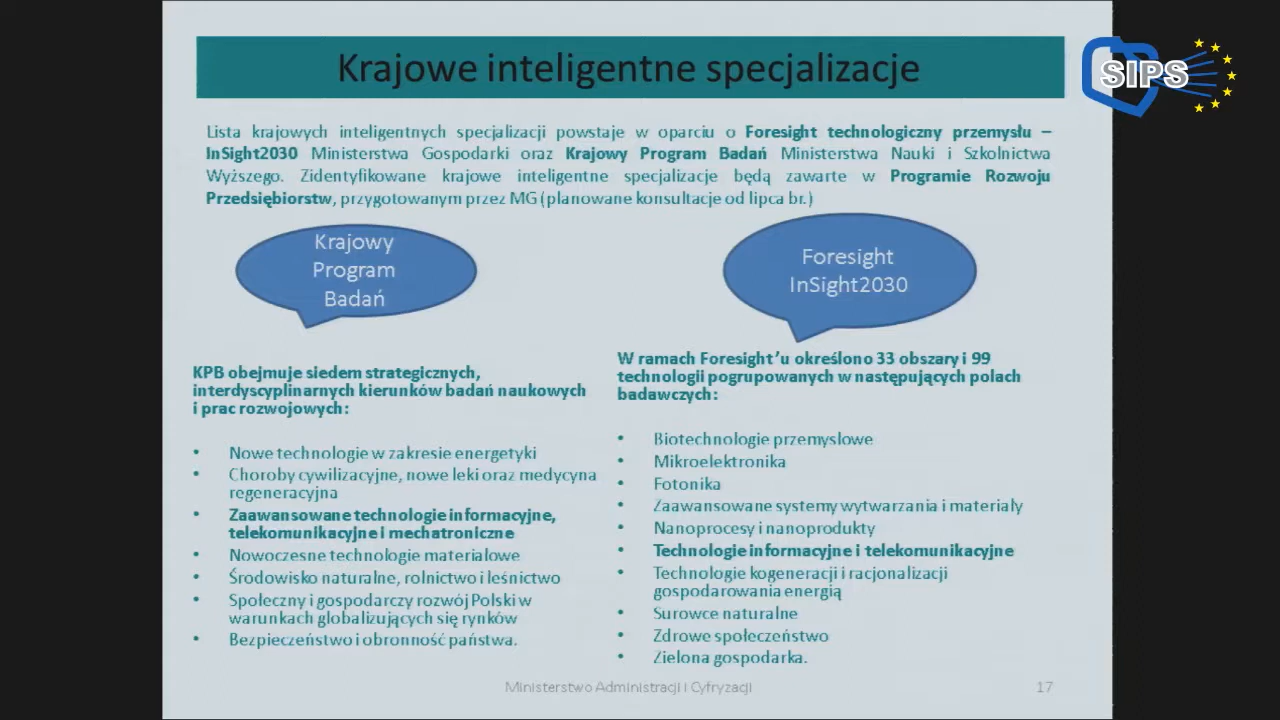 Krajowe inteligentne specjalizacje
SIPS
Lista krajowych inteligentnych specjalizacji powstaje w oparciu o Foresight technologiczny przemysłu –
InSight2030 Ministerstwa Gospodarki oraz Krajowy Program Badań Ministerstwa Nauki i Szkolnictwa
Wyższego. Zidentyfikowane krajowe inteligentne specjalizacje będą zawarte w Programie Rozwoju
Przedsiębiorstw, przygotowanym przez MG (planowane konsultacje od lipca br.)
Krajowy
Program
Badań
Foresight
InSight2030
KPB obejmuje siedem strategicznych,
interdyscyplinarnych kierunków badań naukowych
i prac rozwojowych:
• Nowe technologie w zakresie energetyki
• Choroby cywilizacyjne, nowe leki oraz medycyna
regeneracyjna
• Zaawansowane technologie informacyjne,
telekomunikacyjne i mechatroniczne
• Nowoczesne technologie materiałowe
• Środowisko naturalne, rolnictwo i leśnictwo
• Społeczny i gospodarczy rozwój Polski w
warunkach globalizujących się rynków
• Bezpieczeństwo i obronność państwa.
W ramach Foresight’u określono 33 obszary i 99
technologii pogrupowanych w następujących polach
badawczych:
• Biotechnologie przemysłowe
• Mikroelektronika
• Fotonika
• Zaawansowane systemy wytwarzania i materiały
• Nanoprocesy i nanoprodukty
• Technologie informacyjne i telekomunikacyjne
• Technologie kogeneracji i racjonalizacji
gospodarowania energią
• Surowce naturalne
• Zdrowe społeczeństwo
• Zielona gospodarka.
Ministerstwo Administracji i Cyfryzacji
17